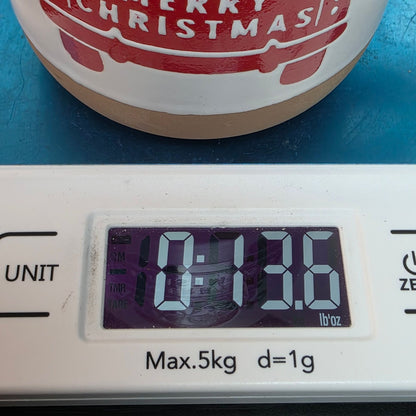 MERRY
CHRISTMAS
UNIT
0:13.6
lb'oz
Max.5kg d=1g